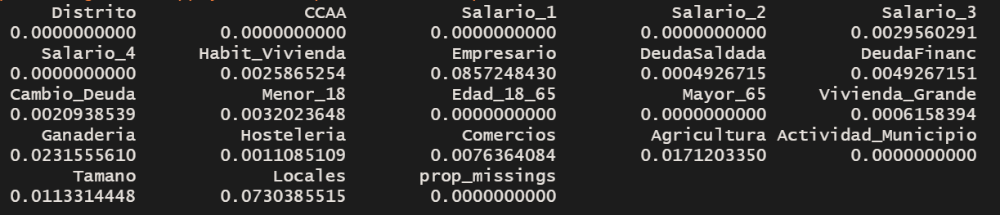 Distrito CCAA Salario_1 Salario_2 Salario_3
0.0000000000 0.0000000000 0.0000000000 0.0000000000 0.0029560291
Salario_4 Habit_Vivienda Empresario DeudaSaldada DeudaFinanc
0.0000000000 0.0025865254 0.0857248430 0.0004926715 0.0049267151
Cambio_Deuda Menor_18 Edad_18_65 Mayor_65 Vivienda_Grande
0.0020938539 0.0032023648 0.0000000000 0.0000000000 0.0006158394
Ganaderia Hosteleria Comercios Agricultura Actividad_Municipio
0.0231555610 0.0011085109 0.0076364084 0.0171203350 0.0000000000
Tamano Locales prop_missings
0.0113314448 0.0730385515 0.0000000000